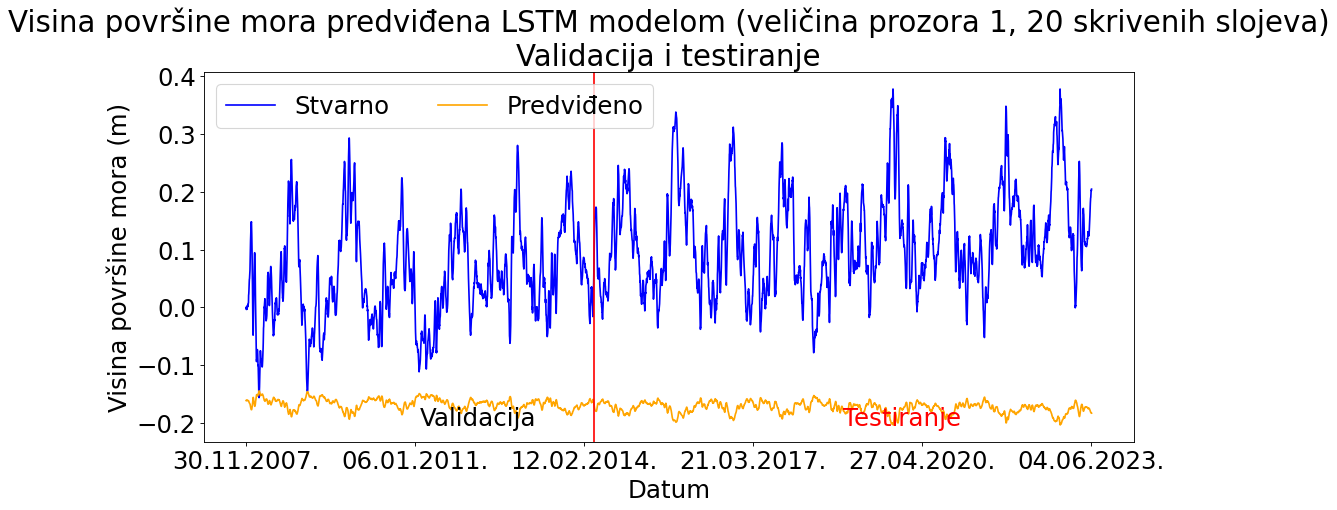 Visina površine mora predviđena LSTM modelom (veličina prozora 1, 20 skrivenih slojeva)
Validacija i testiranje
Stvarno
Predviđeno
Visina površine mora (m)
0.4
0.3
0.2
0.1
0.0
−0.1
−0.2
Validacija
Testiranje
30.11.2007.
06.01.2011.
12.02.2014.
21.03.2017.
27.04.2020.
04.06.2023.
Datum